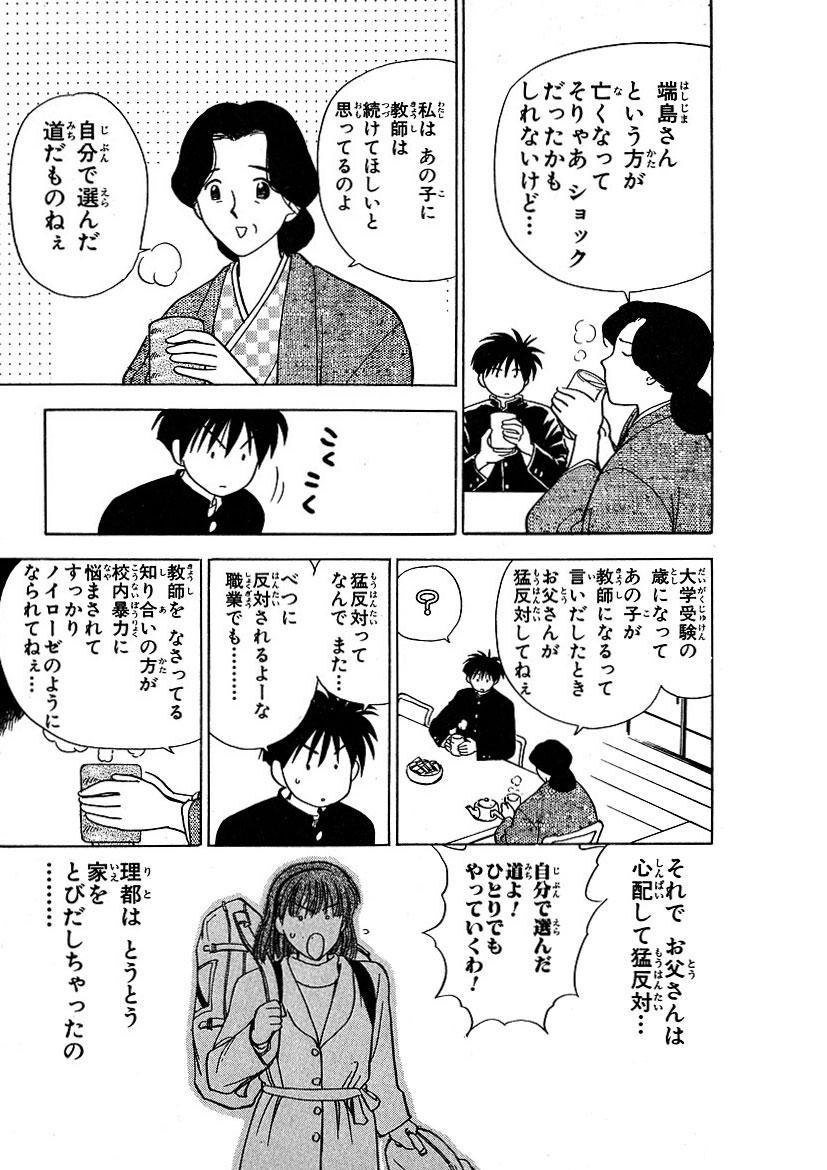 端島さん
という方が
亡くなって
そりゃあ ショック
だったかも
しれないけど…
私は あの子に
教師は
続けてほしいと
思ってるのよ
自分で選んだ
道だものねぇ
こくこく
大学受験の
歳になって
あの子が
教師になるって
言いだしたとき
お父さんが
猛反対してねぇ
?
猛反対って
なんで また…
べつに
反対されるよーな
職業でも……
教師を なさってる
知り合いの方が
校内暴力に
悩まされて
すっかり
ノイローゼのように
なられてねぇ…
それで お父さんは
心配して猛反対…
自分で選んだ
道よ!
ひとりでも
やっていくわ!
理都は とうとう
家を
とびだしちゃったの
………